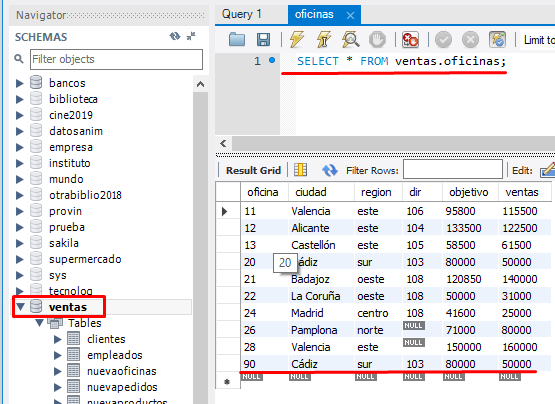 Navigator
SCHEMAS
Filter objects
bancos
biblioteca
cine2019
datosanim
empresa
instituto
mundo
otrabiblio2018
provin
prueba
sakila
supermercado
sys
tecnolog
ventas
Tables
clientes
empleados
nuevaoficinas
nuevapedidos
nuevaproductos
Query 1 oficinas
Limit to
1 SELECT * FROM ventas.oficinas;
Result Grid Filter Rows: Edit:
oficina ciudad region dir objetivo ventas
11 Valencia este 106 95800 115500
12 Alicante este 104 133500 122500
13 Castellón este 105 58500 61500
20 20 ádiz sur 103 80000 50000
21 Badajoz oeste 108 120850 140000
22 La Coruña oeste 108 50000 31000
24 Madrid centro 108 41600 25000
26 Pamplona norte NULL 71000 80000
28 Valencia este NULL 150000 160000
90 Cádiz sur 103 80000 50000
NULL NULL NULL NULL NULL NULL